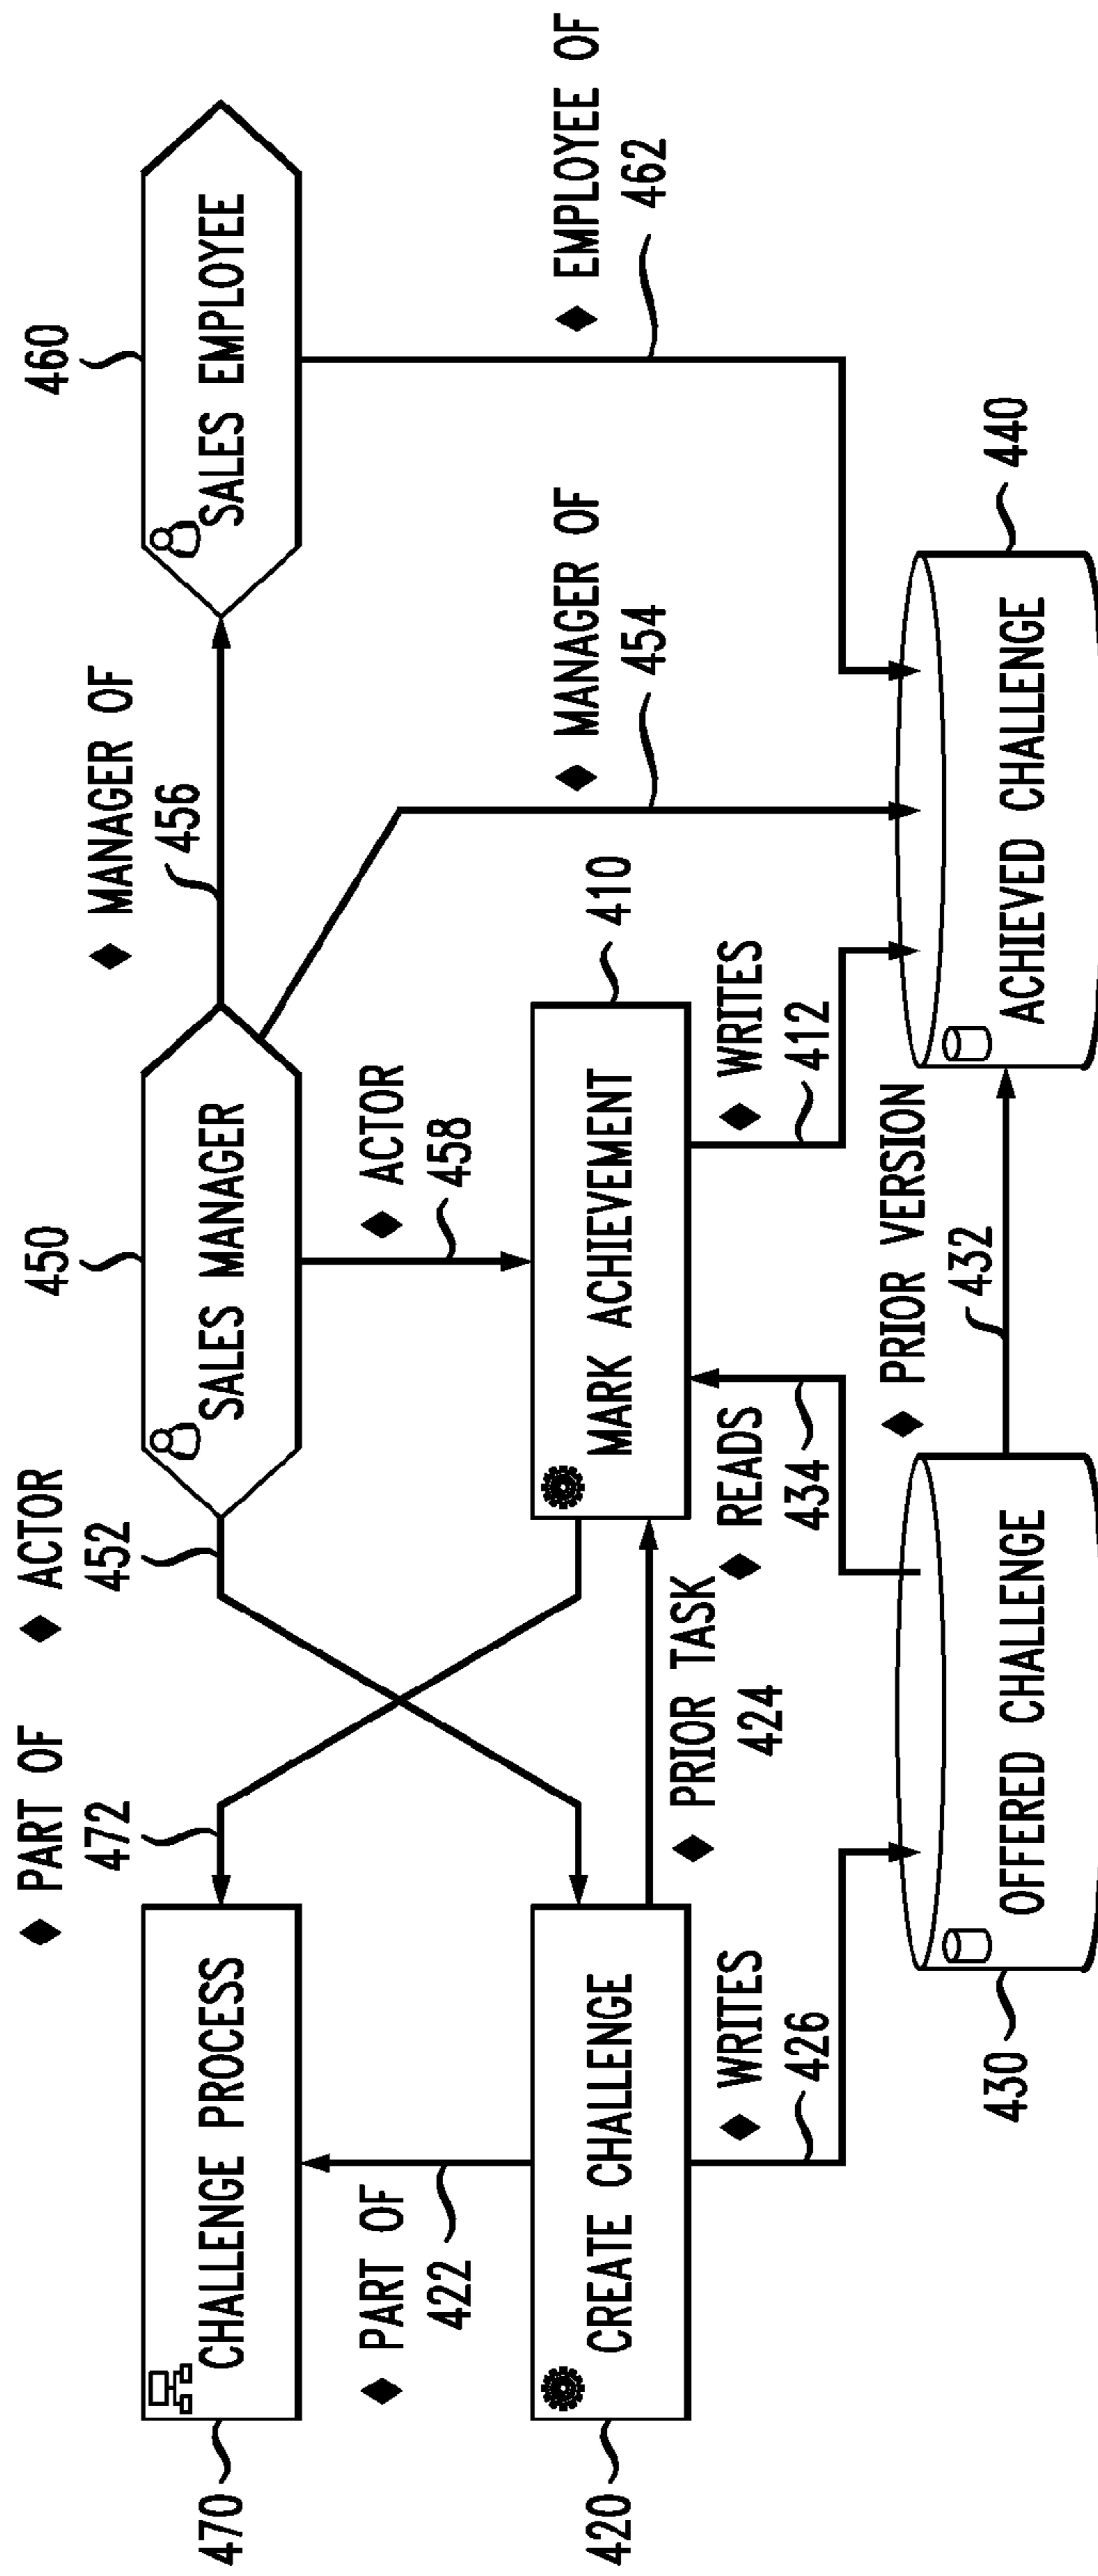 ◆ PART OF
472
◆ ACTOR
452
450
◆ MANAGER OF
456
460
470
CHALLENGE PROCESS
SALES MANAGER
SALES EMPLOYEE
◆ PART OF
422
◆ ACTOR
458
◆ MANAGER OF
454
◆ EMPLOYEE OF
462
420
CREATE CHALLENGE
◆ PRIOR TASK
424
MARK ACHIEVEMENT
410
◆ WRITES
426
◆ READS
434
◆ WRITES
412
430
OFFERED CHALLENGE
◆ PRIOR VERSION
432
ACHIEVED CHALLENGE
440